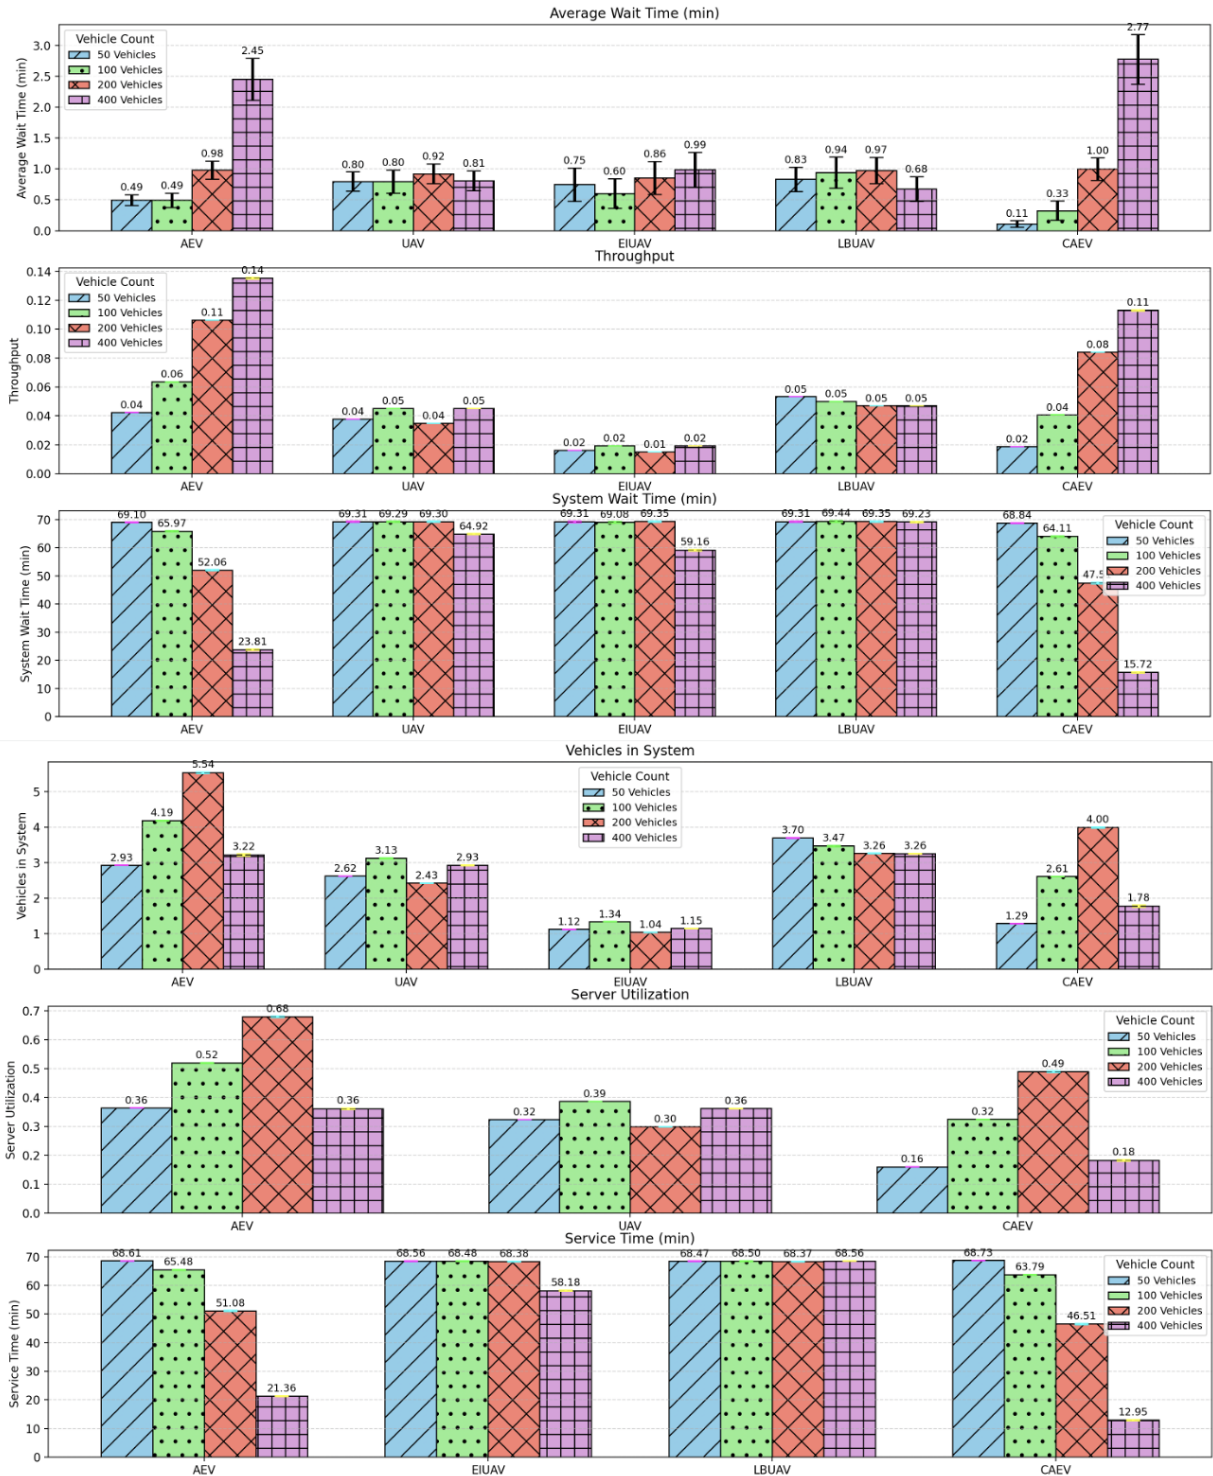 Average Wait Time (min)
Average Wait Time (min)
3.0
2.5
2.0
1.5
1.0
0.5
0.0
Vehicle Count
50 Vehicles
100 Vehicles
200 Vehicles
400 Vehicles
0.49 0.49 0.98 2.45
0.80 0.80 0.92 0.81
0.75 0.60 0.86 0.99
0.83 0.94 0.97 0.68
0.11 0.33 1.00 2.77
AEV UAV EIUAV LBUAV CAEV
Throughput
Throughput
0.14
0.12
0.10
0.08
0.06
0.04
0.02
0.00
Vehicle Count
50 Vehicles
100 Vehicles
200 Vehicles
400 Vehicles
0.04 0.06 0.11 0.14
0.04 0.05 0.04 0.05
0.02 0.02 0.01 0.02
0.05 0.05 0.05 0.05
0.02 0.04 0.08 0.11
AEV UAV EIUAV LBUAV CAEV
System Wait Time (min)
System Wait Time (min)
70
60
50
40
30
20
10
0
69.10 65.97 52.06 23.81
69.31 69.29 69.30 64.92
69.31 69.08 69.35 59.16
69.31 69.44 69.35 69.23
68.84 64.11 47.5 15.72
Vehicle Count
50 Vehicles
100 Vehicles
200 Vehicles
400 Vehicles
AEV UAV EIUAV LBUAV CAEV
Vehicles in System
Vehicles in System
5
4
3
2
1
0
2.93 4.19 5.54 3.22
2.62 3.13 2.43 2.93
Vehicle Count
50 Vehicles
100 Vehicles
200 Vehicles
400 Vehicles
1.12 1.34 1.04 1.15
3.70 3.47 3.26 3.26
1.29 2.61 4.00 1.78
AEV UAV EIUAV LBUAV CAEV
Server Utilization
Server Utilization
0.7
0.6
0.5
0.4
0.3
0.2
0.1
0.0
0.36 0.52 0.68 0.36
0.32 0.39 0.30 0.36
0.16 0.32 0.49 0.18
Vehicle Count
50 Vehicles
100 Vehicles
200 Vehicles
400 Vehicles
AEV UAV CAEV
Service Time (min)
Service Time (min)
70
60
50
40
30
20
10
0
68.61 65.48 51.08 21.36
68.56 68.48 68.38 58.18
68.47 68.50 68.37 68.56
68.73 63.79 46.51 12.95
Vehicle Count
50 Vehicles
100 Vehicles
200 Vehicles
400 Vehicles
AEV EIUAV LBUAV CAEV